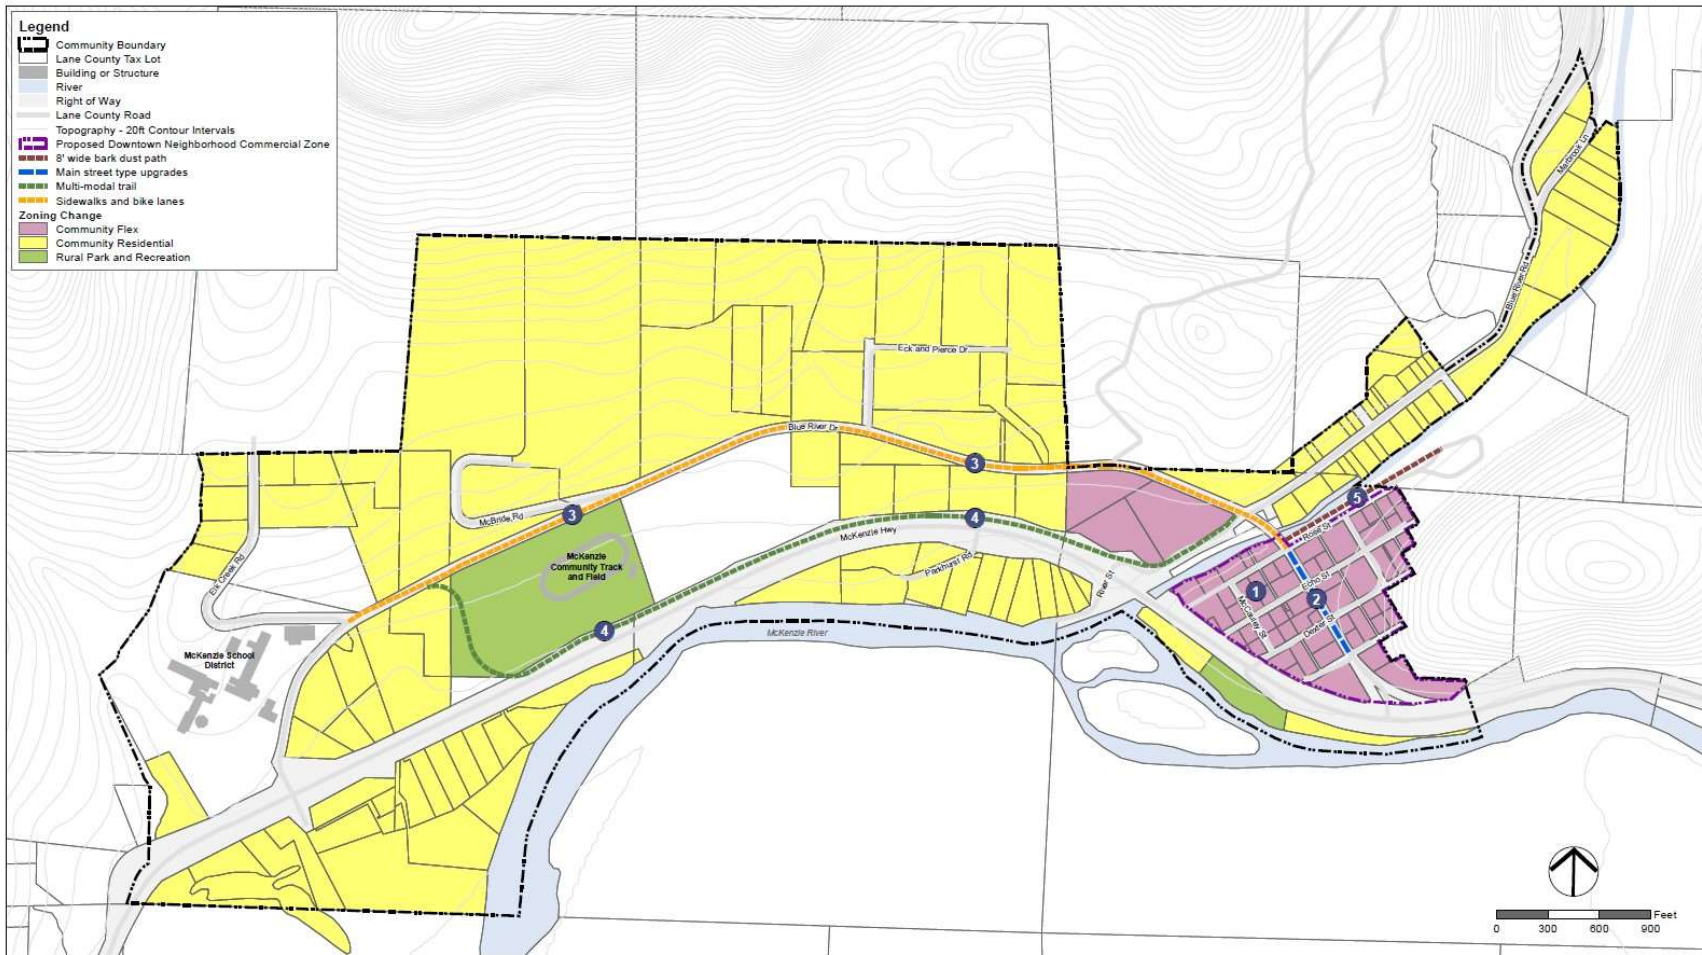 Legend
Community Boundary
Lane County Tax Lot
Building or Structure
River
Right of Way
Lane County Road
Topography - 20ft Contour Intervals
Proposed Downtown Neighborhood Commercial Zone
8' wide bark dust path
Main street type upgrades
Multi-modal trail
Sidewalks and bike lanes
Zoning Change
Community Flex
Community Residential
Rural Park and Recreation
Marbrook Ln
Blue River Rd
Eck and Pierce Dr
Blue River Dr
3
5
McBride Rd
3
4
McKenzie Hwy
Rose St
McKenzie
Community Track
and Field
Elk Creek Rd
Parkhurst Rd
River St
Echo St
1
2
McCauley St
Dexter St
4
McKenzie River
McKenzie School
District
Feet
0 300 600 900